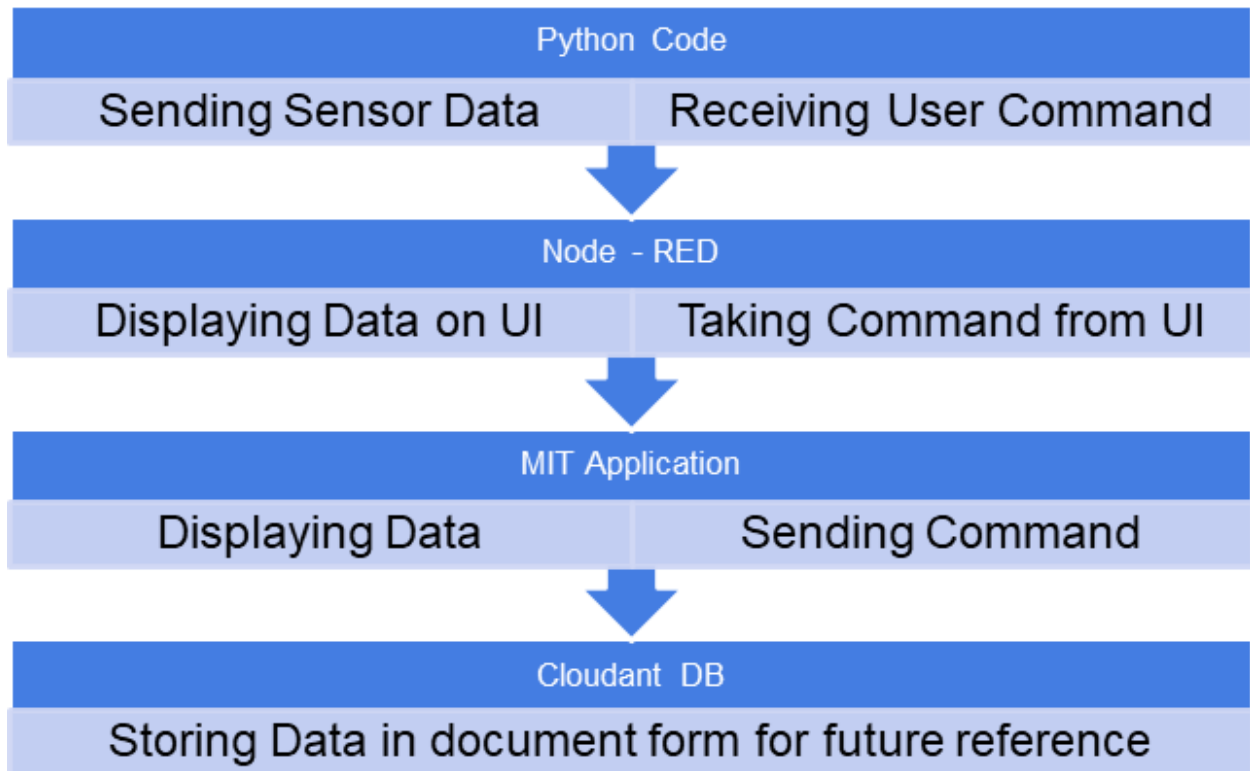 Python Code
Sending Sensor Data
Receiving User Command
Node - RED
Displaying Data on UI
Taking Command from UI
MIT Application
Displaying Data
Sending Command
Cloudant DB
Storing Data in document form for future reference